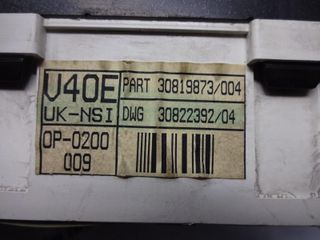 V40E PART 30819873/004
UK-NSI DWG 30822392/04
OP-0200
009